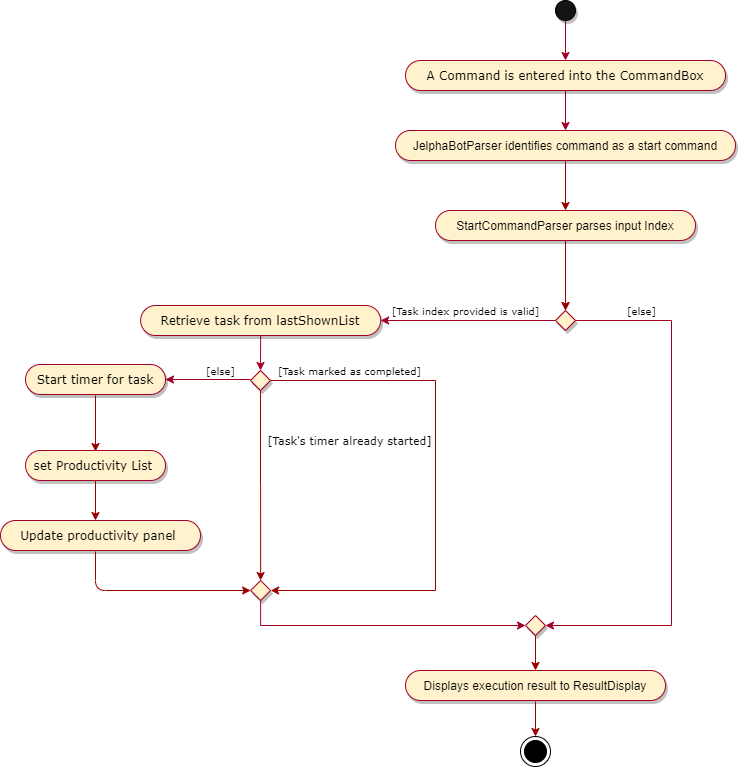 A Command is entered into the CommandBox
JelphaBotParser identifies command as a start command
StartCommandParser parses input Index
[Task index provided is valid]
[else]
Retrieve task from lastShownList
[else]
[Task marked as completed]
Start timer for task
[Task's timer already started]
set Productivity List
Update productivity panel
Displays execution result to ResultDisplay